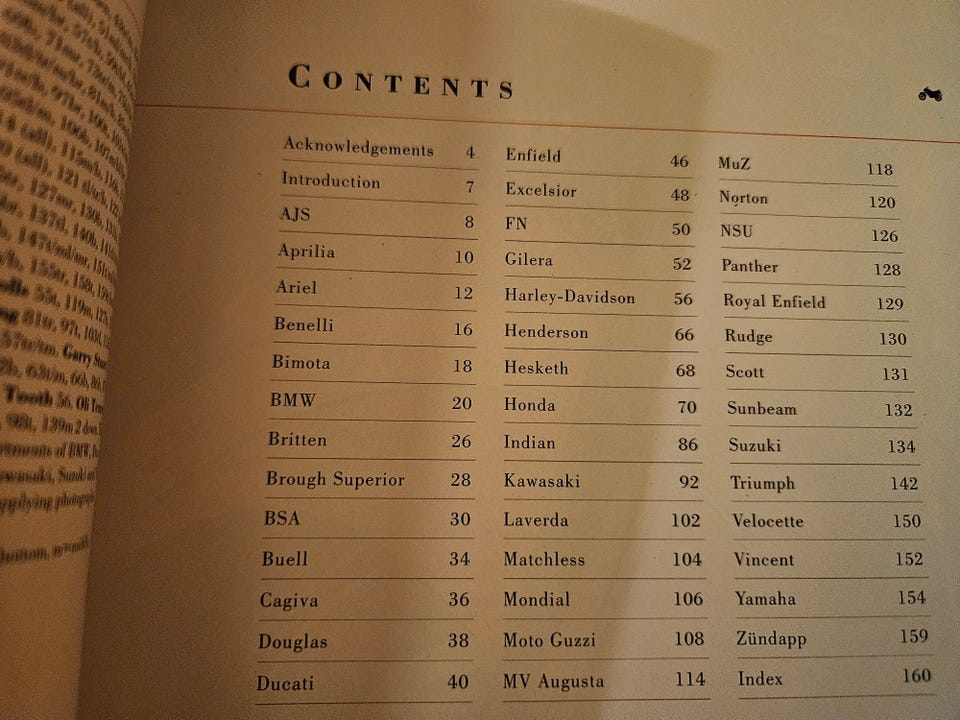 CONTENTS
Acknowledgements 4
Introduction 7
AJS 8
Aprilia 10
Ariel 12
Benelli 16
Bimota 18
BMW 20
Britten 26
Brough Superior 28
BSA 30
Buell 34
Cagiva 36
Douglas 38
Ducati 40
Enfield 46
Excelsior 48
FN 50
Gilera 52
Harley-Davidson 56
Henderson 66
Hesketh 68
Honda 70
Indian 86
Kawasaki 92
Laverda 102
Matchless 104
Mondial 106
Moto Guzzi 108
MV Augusta 114
MuZ 118
Norton 120
NSU 126
Panther 128
Royal Enfield 129
Rudge 130
Scott 131
Sunbeam 132
Suzuki 134
Triumph 142
Velocette 150
Vincent 152
Yamaha 154
Zündapp 159
Index 160